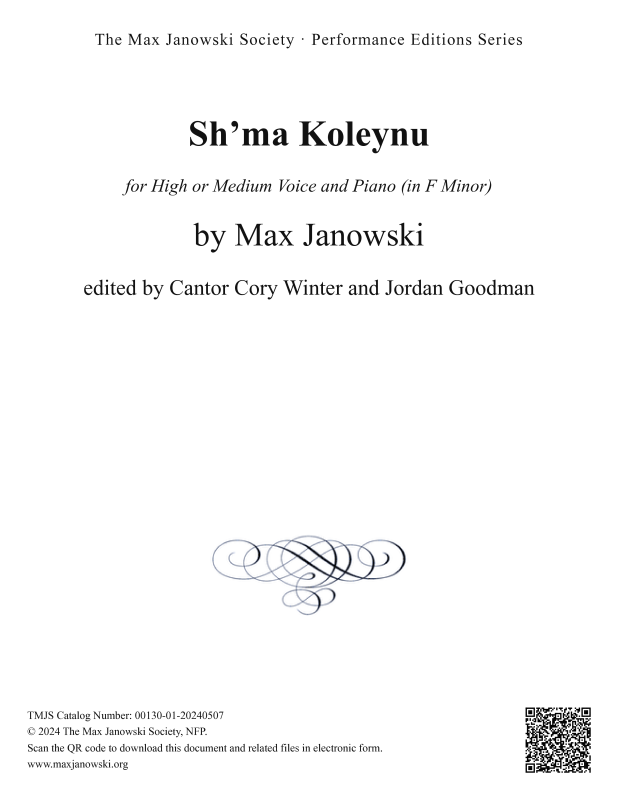 The Max Janowski Society · Performance Editions Series
Sh’ma Koleynu
for High or Medium Voice and Piano (in F Minor)
by Max Janowski
edited by Cantor Cory Winter and Jordan Goodman
TMJS Catalog Number: 00130-01-20240507
© 2024 The Max Janowski Society, NFP.
Scan the QR code to download this document and related files in electronic form.
www.maxjanowski.org